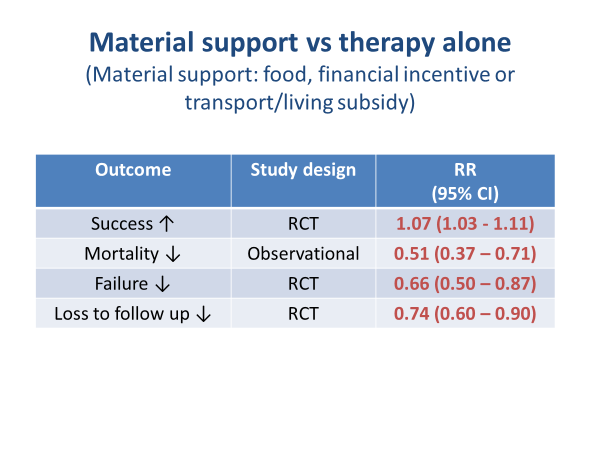 Material support vs therapy alone
(Material support: food, financial incentive or
transport/living subsidy)
Outcome Study design RR
(95% CI)
Success ↑ RCT 1.07 (1.03 - 1.11)
Mortality ↓ Observational 0.51 (0.37 – 0.71)
Failure ↓ RCT 0.66 (0.50 – 0.87)
Loss to follow up ↓ RCT 0.74 (0.60 – 0.90)